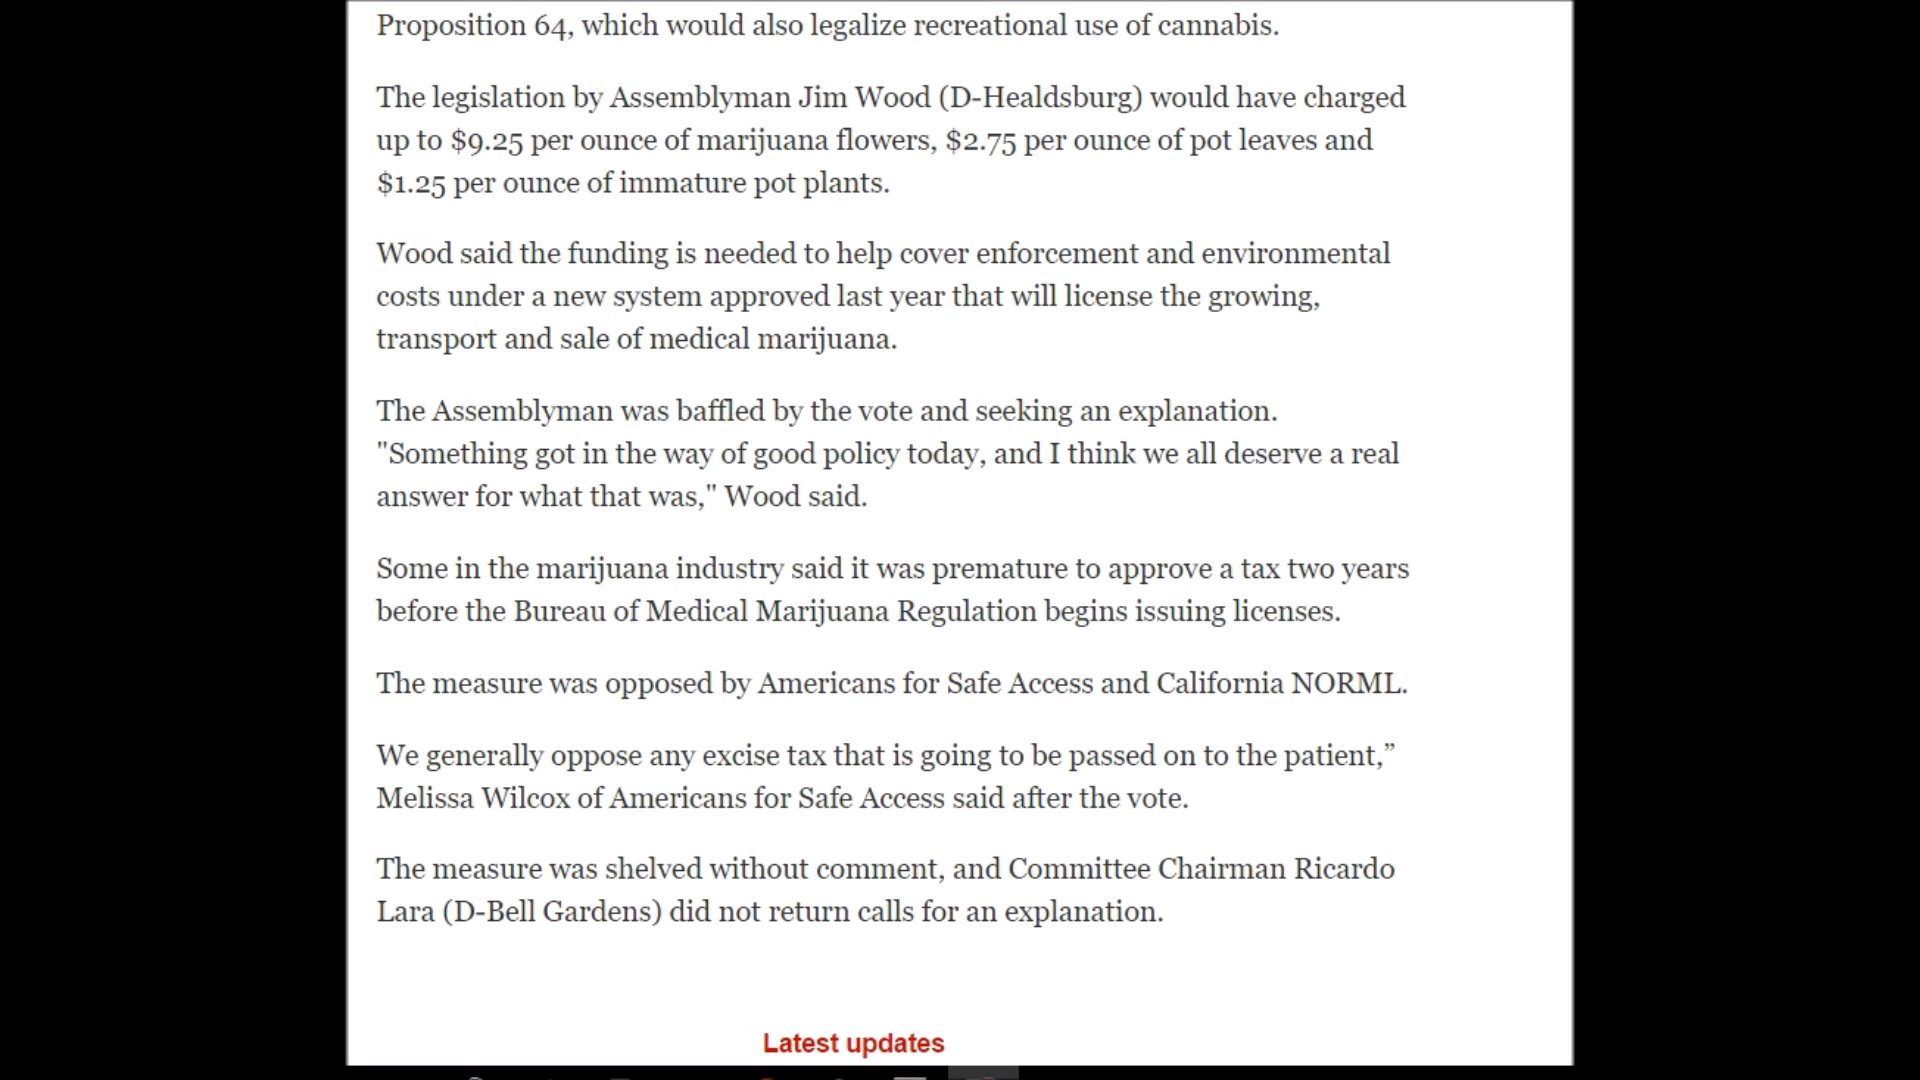 Proposition 64, which would also legalize recreational use of cannabis.
The legislation by Assemblyman Jim Wood (D-Healdsburg) would have charged
up to $9.25 per ounce of marijuana flowers, $2.75 per ounce of pot leaves and
$1.25 per ounce of immature pot plants.
Wood said the funding is needed to help cover enforcement and environmental
costs under a new system approved last year that will license the growing,
transport and sale of medical marijuana.
The Assemblyman was baffled by the vote and seeking an explanation.
"Something got in the way of good policy today, and I think we all deserve a real
answer for what that was," Wood said.
Some in the marijuana industry said it was premature to approve a tax two years
before the Bureau of Medical Marijuana Regulation begins issuing licenses.
The measure was opposed by Americans for Safe Access and California NORML.
We generally oppose any excise tax that is going to be passed on to the patient,”
Melissa Wilcox of Americans for Safe Access said after the vote.
The measure was shelved without comment, and Committee Chairman Ricardo
Lara (D-Bell Gardens) did not return calls for an explanation.
Latest updates